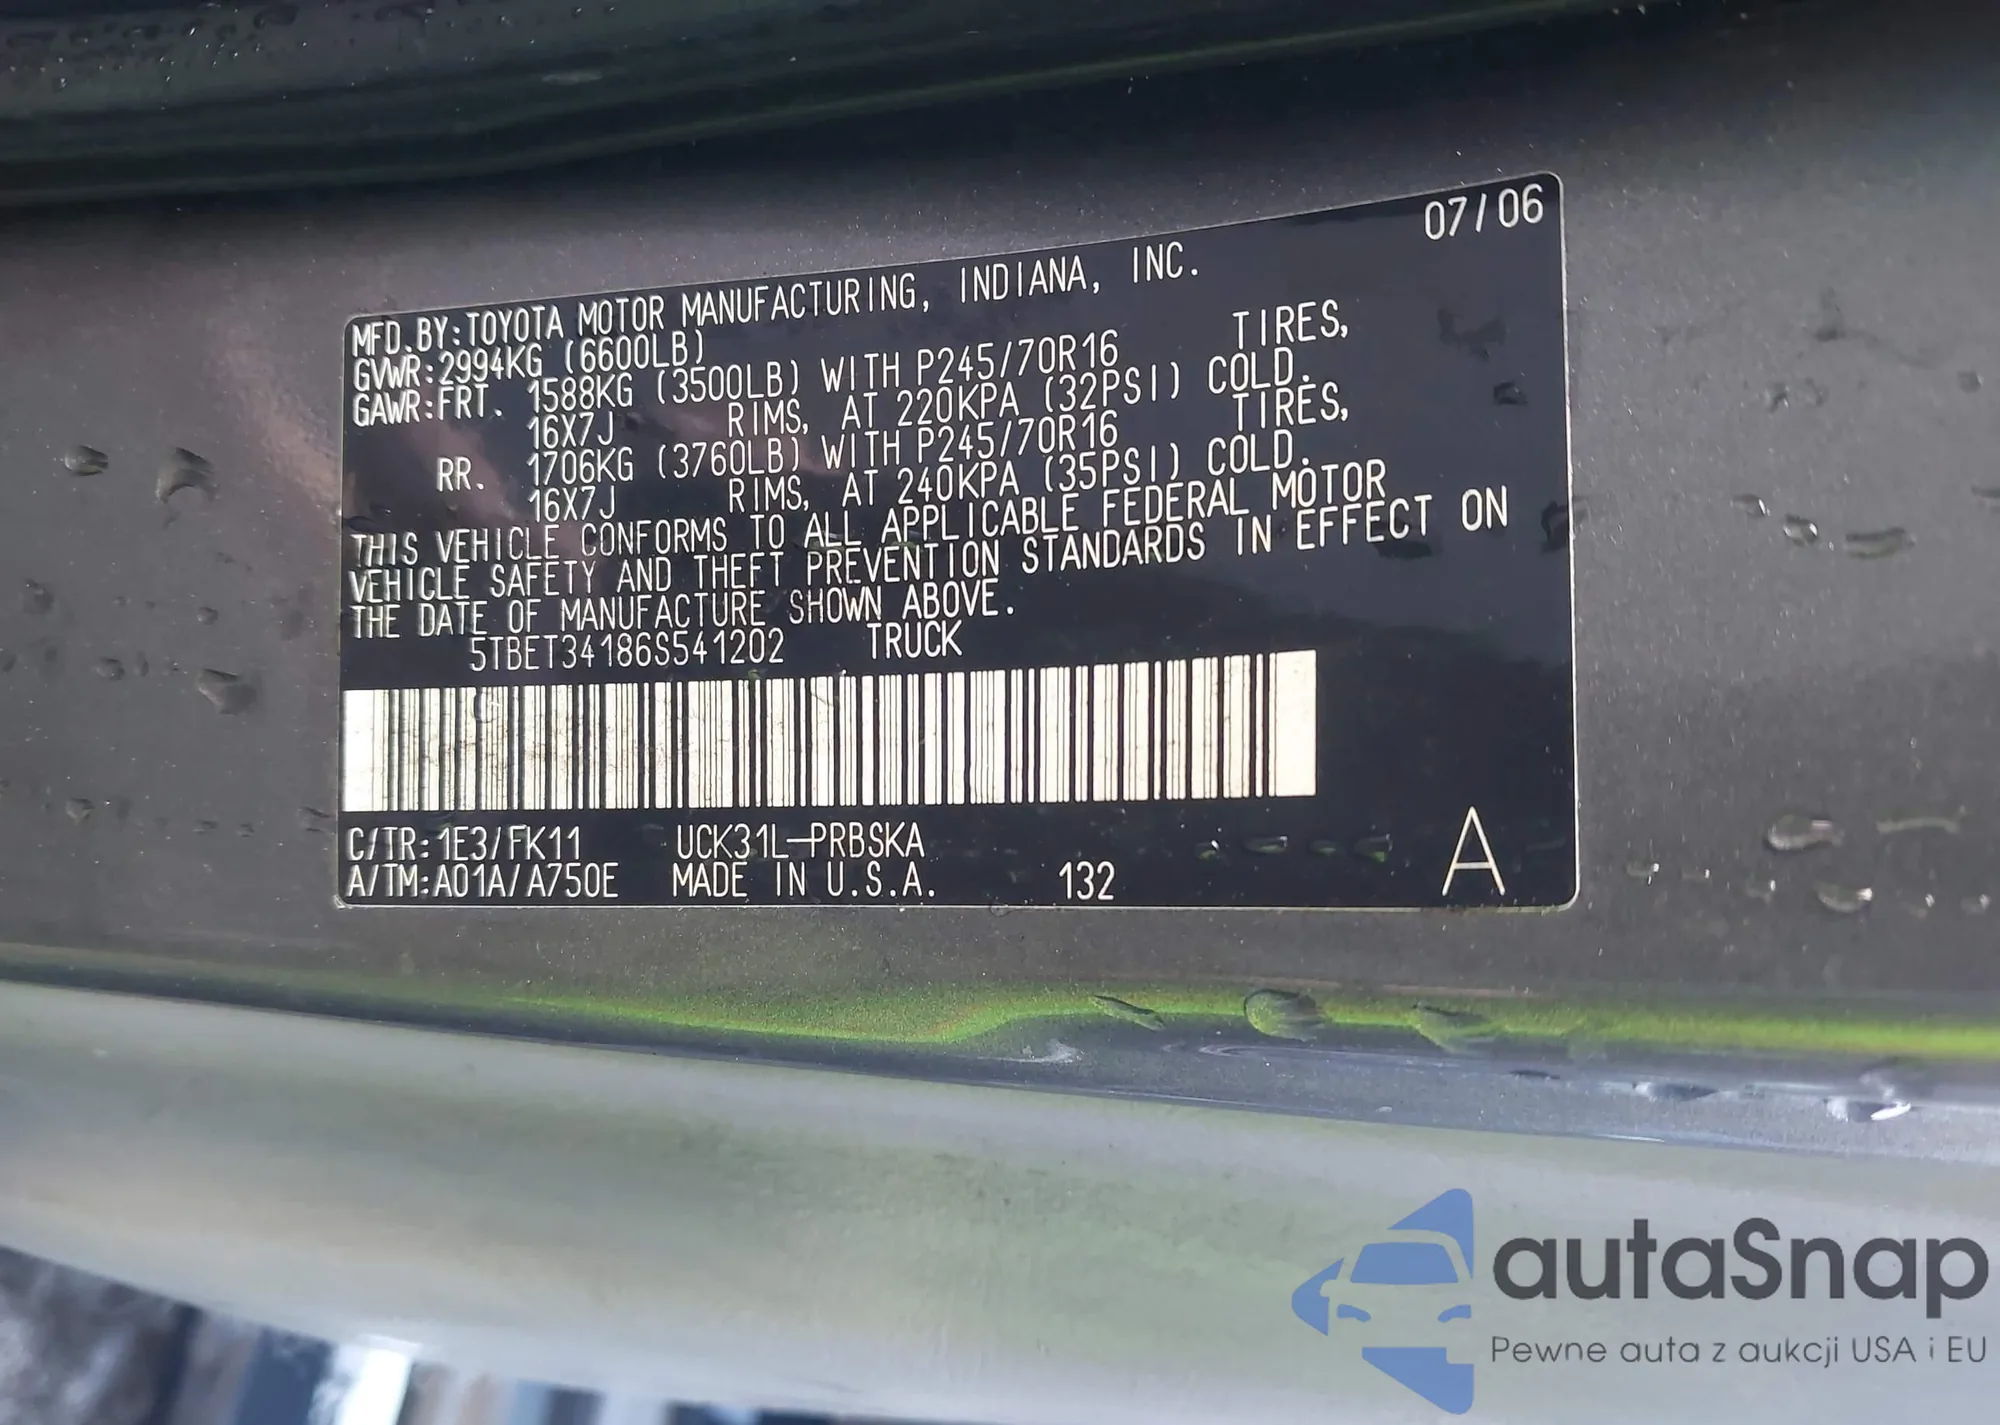 07/06
MFD.BY:TOYOTA MOTOR MANUFACTURING, INDIANA, INC.
GVWR:2994KG (6600LB)
GAWR:FRT. 1588KG (3500LB) WITH P245/70R16 TIRES,
16X7J RIMS, AT 220KPA (32PSI) COLD.
RR. 1706KG (3760LB) WITH P245/70R16 TIRES,
16X7J RIMS, AT 240KPA (35PSI) COLD.
THIS VEHICLE CONFORMS TO ALL APPLICABLE FEDERAL MOTOR
VEHICLE SAFETY AND THEFT PREVENTION STANDARDS IN EFFECT ON
THE DATE OF MANUFACTURE SHOWN ABOVE.
5TBET34186S541202 TRUCK
C/TR:1E3/FK11 UCK31L-PRBSKA
A/TM:A01A/A750E MADE IN U.S.A. 132 A
autaSnap
Pewne auta z aukcji USA i EU